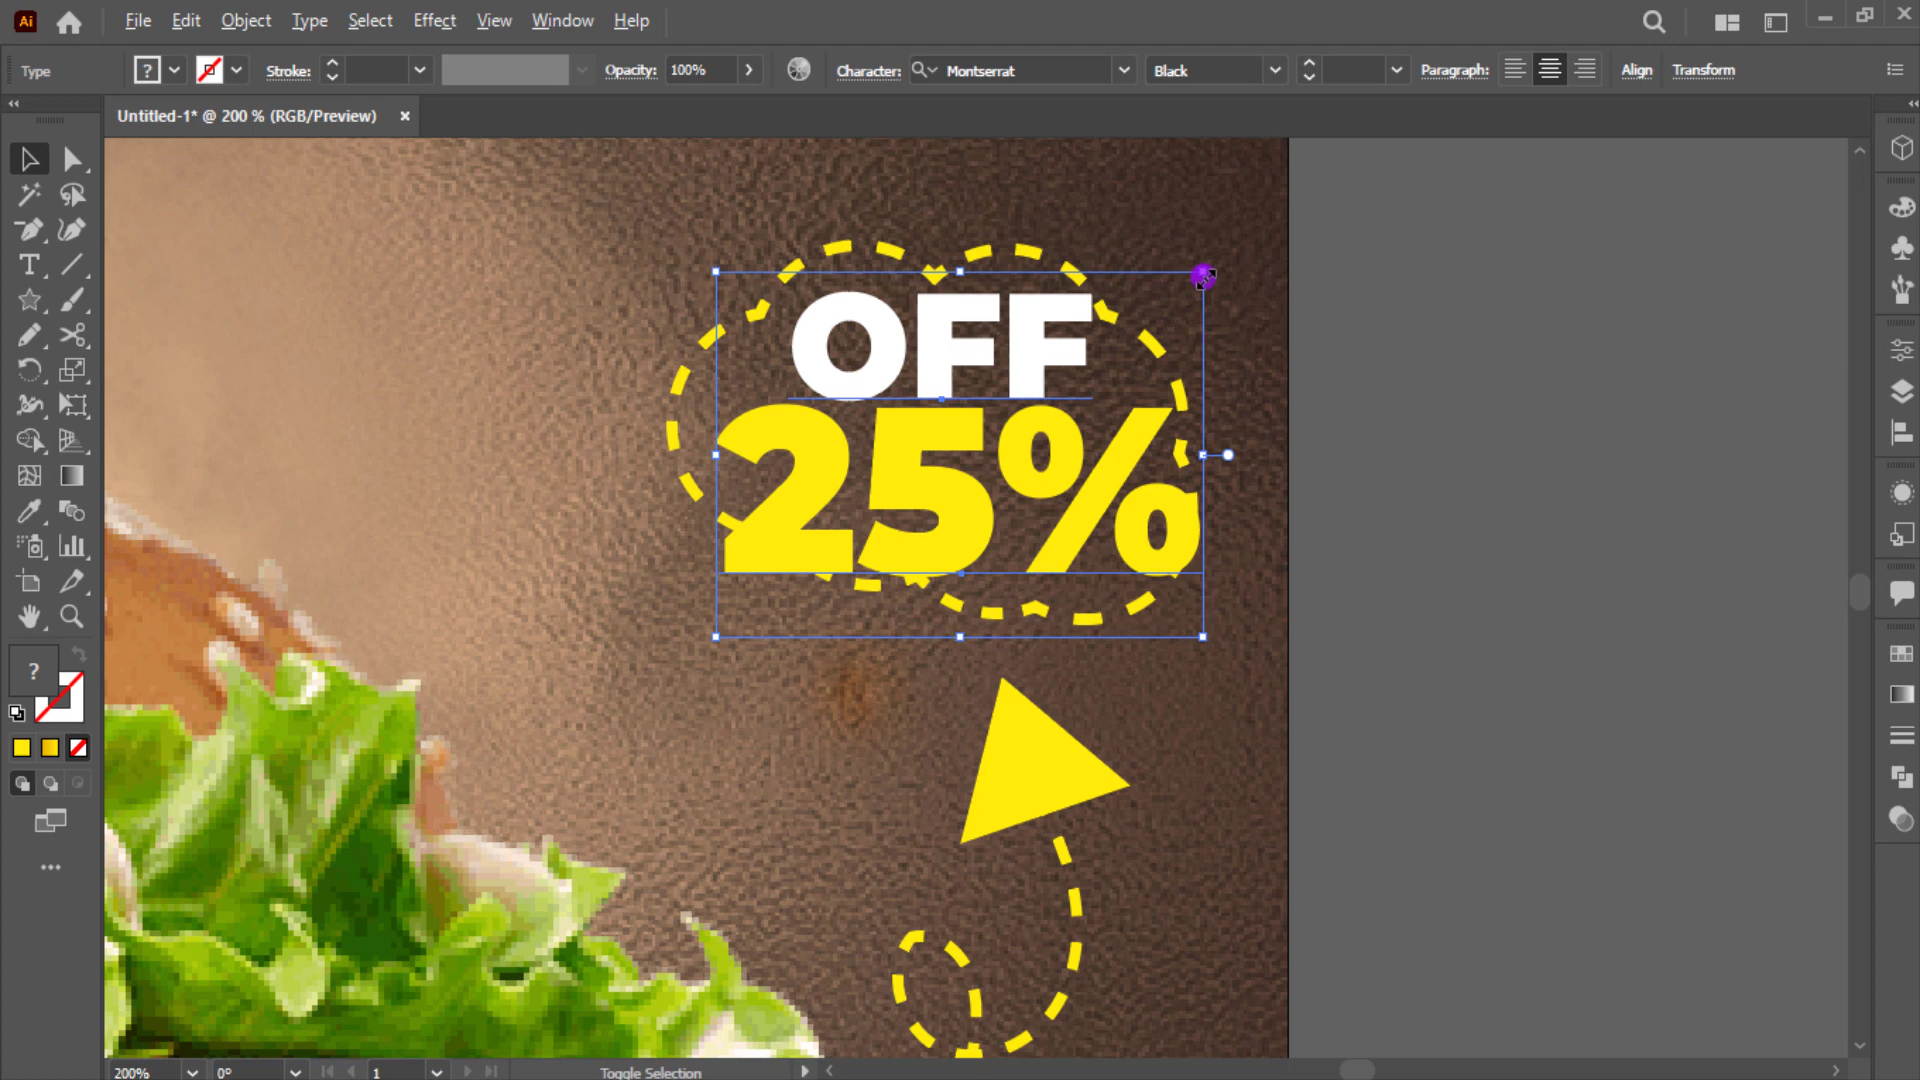 Ai File Edit Object Type Select Effect View Window Help
Type ? Stroke: Opacity: 100% Character: Montserrat Black Paragraph: Align Transform
Untitled-1* @ 200 % (RGB/Preview) ×
OFF
25%
?
200% 0° 1 Toggle Selection